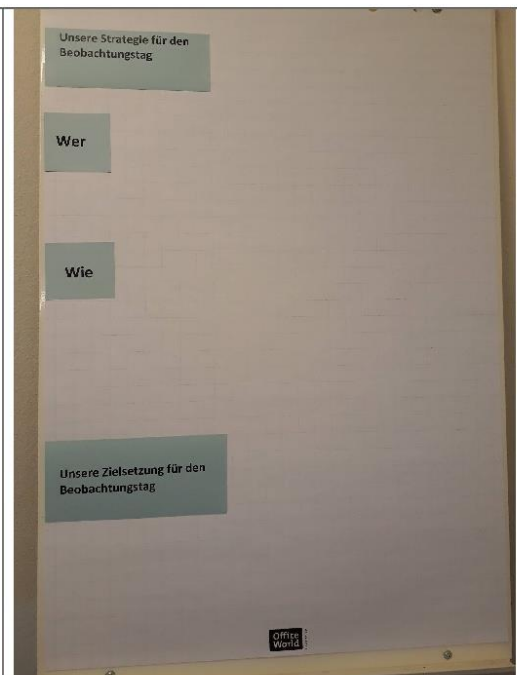 Unsere Strategie für den
Beobachtungstag
Wer
Wie
Unsere Zielsetzung für den
Beobachtungstag
Office
World